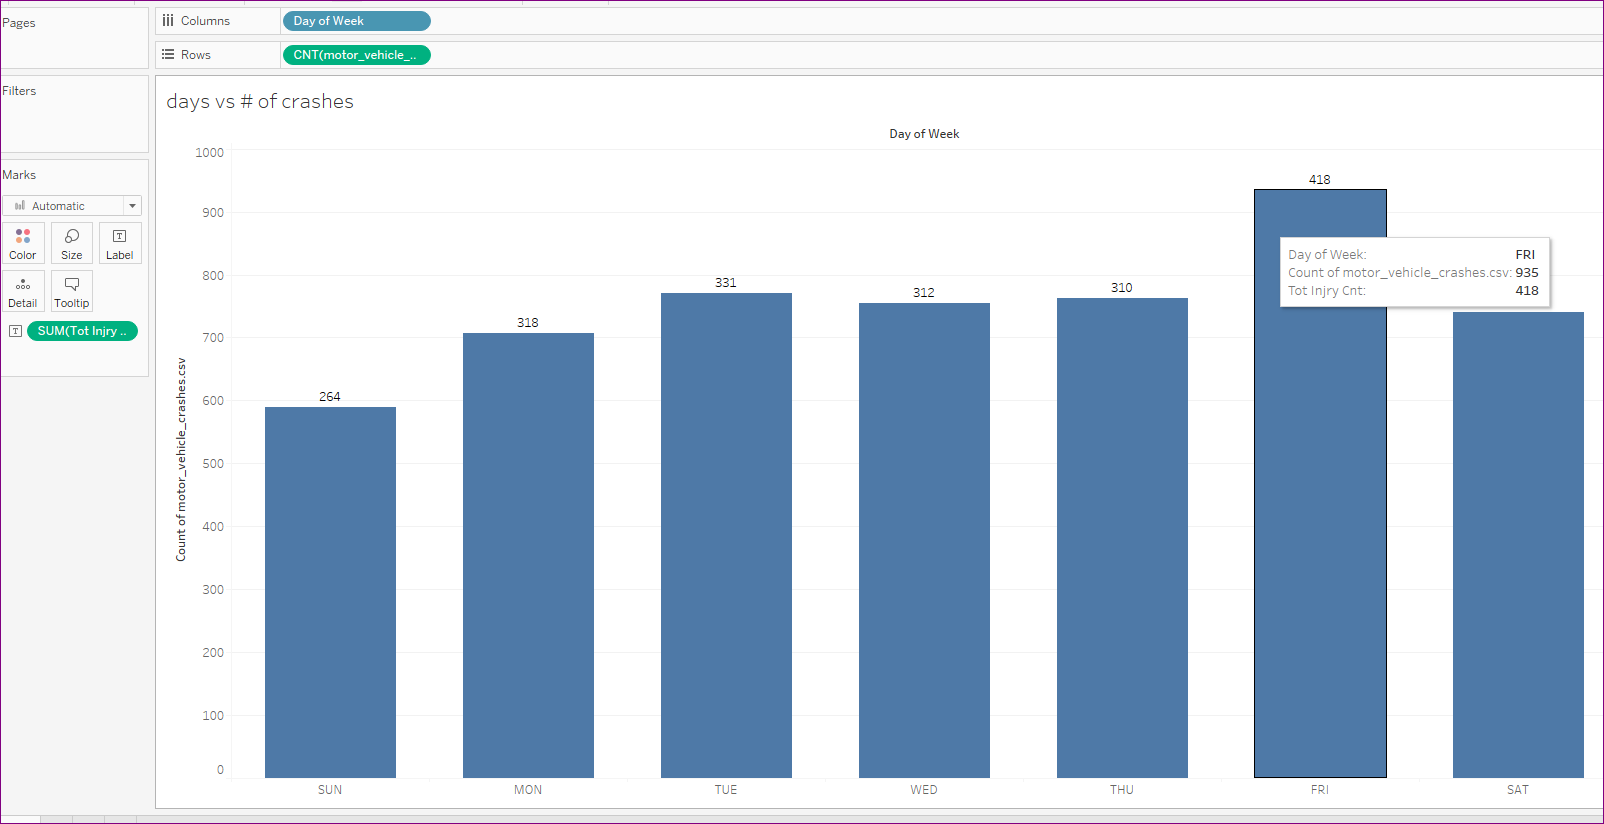 Pages
Columns
Day of Week
Rows
CNT(motor_vehicle_..
Filters
Marks
Automatic
Color
Size
Label
Detail
Tooltip
SUM(Tot Injry ..
days vs # of crashes
Day of Week
Count of motor_vehicle_crashes.csv
1000
900
800
700
600
500
400
300
200
100
0
264
318
331
312
310
418
Day of Week: FRI
Count of motor_vehicle_crashes.csv: 935
Tot Injry Cnt: 418
SUN
MON
TUE
WED
THU
FRI
SAT